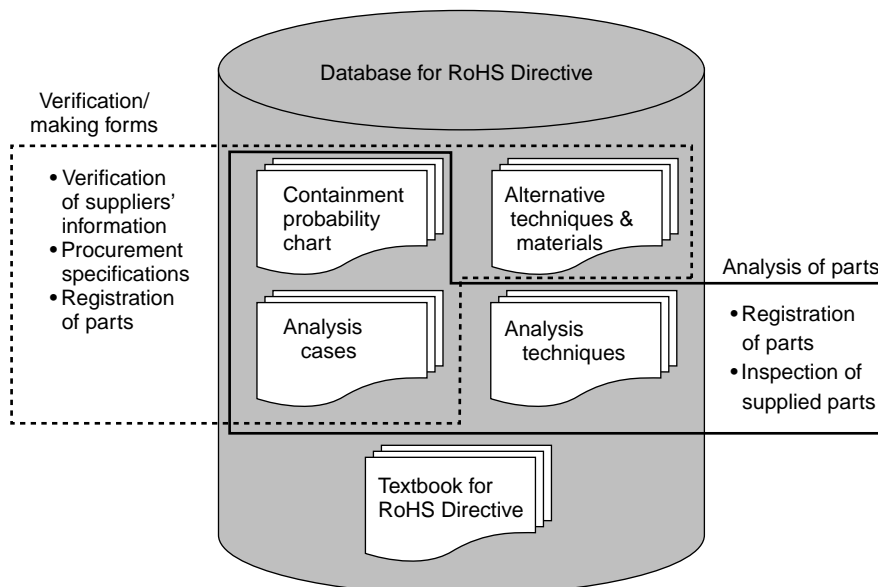 Database for RoHS Directive
Verification/
making forms
• Verification
of suppliers'
information
• Procurement
specifications
• Registration
of parts
Containment
probability
chart
Alternative
techniques &
materials
Analysis
cases
Analysis
techniques
Analysis of parts
• Registration
of parts
• Inspection of
supplied parts
Textbook for
RoHS Directive